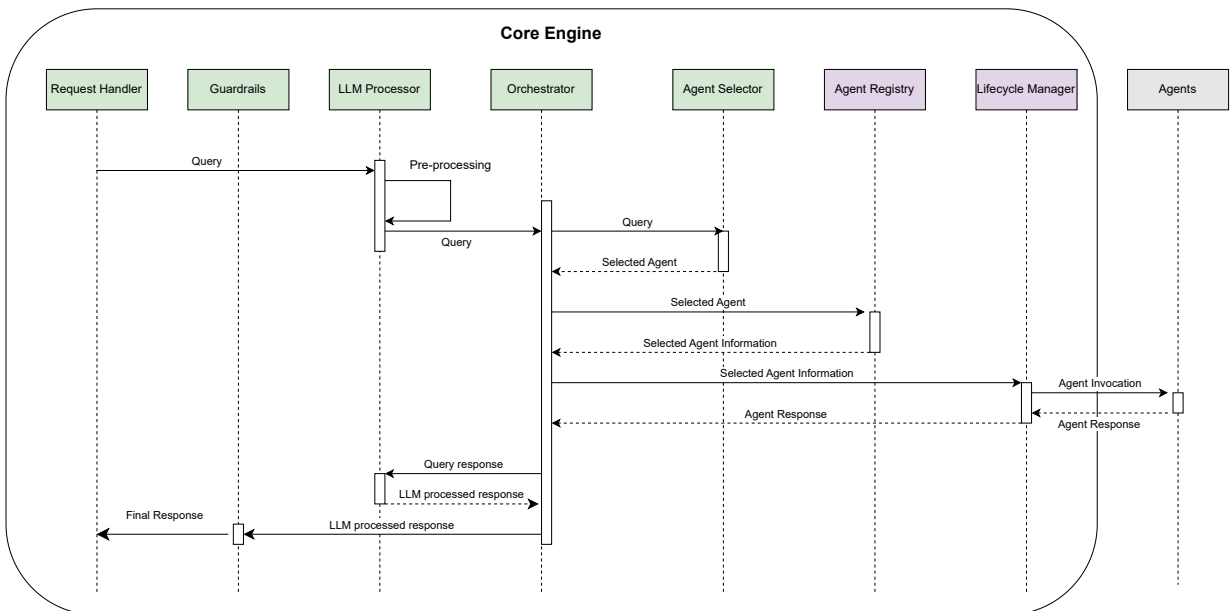 Core Engine
Request Handler
Guardrails
LLM Processor
Orchestrator
Agent Selector
Agent Registry
Lifecycle Manager
Agents
Query
Pre-processing
Query
Query
Selected Agent
Selected Agent
Selected Agent Information
Selected Agent Information
Agent Invocation
Agent Response
Agent Response
Query response
LLM processed response
Final Response
LLM processed response